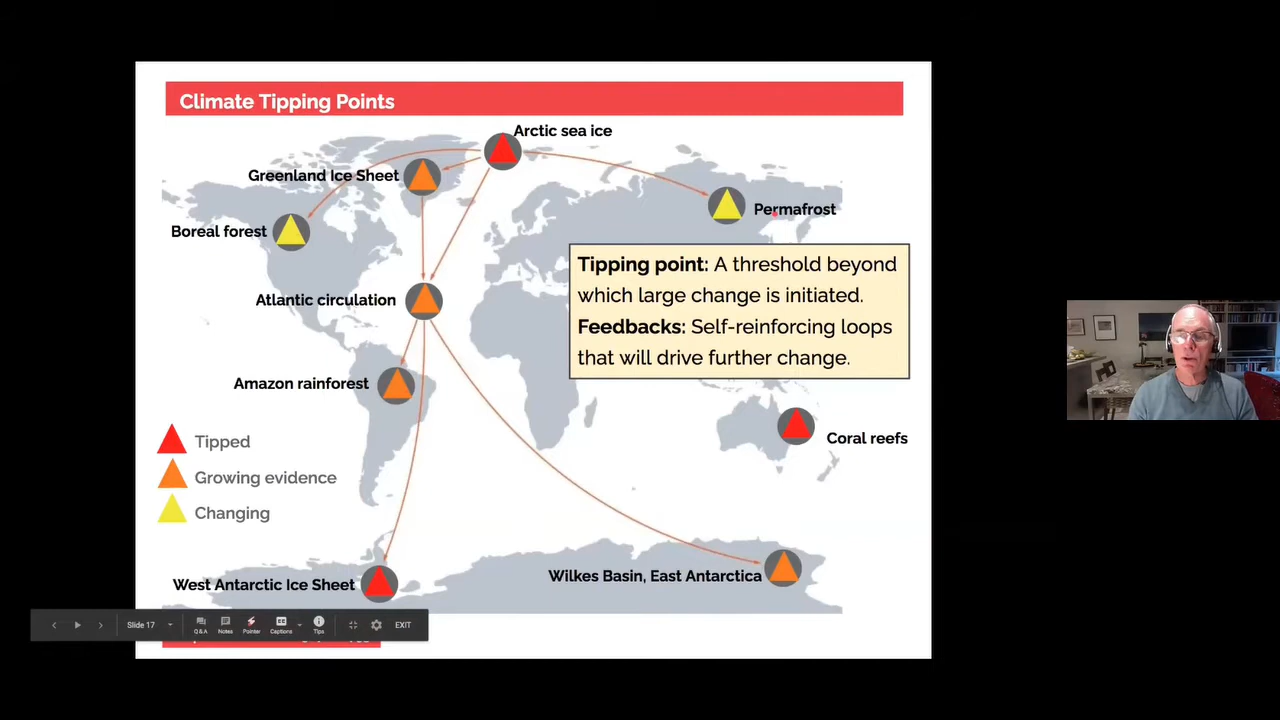 Climate Tipping Points
Arctic sea ice
Greenland Ice Sheet
Permafrost
Boreal forest
Tipping point: A threshold beyond
which large change is initiated.
Feedbacks: Self-reinforcing loops
that will drive further change.
Atlantic circulation
Amazon rainforest
Coral reefs
Tipped
Growing evidence
Changing
West Antarctic Ice Sheet
Wilkes Basin, East Antarctica
Slide 17
Q&A
Notes
Pointer
Captions
Tips
EXIT